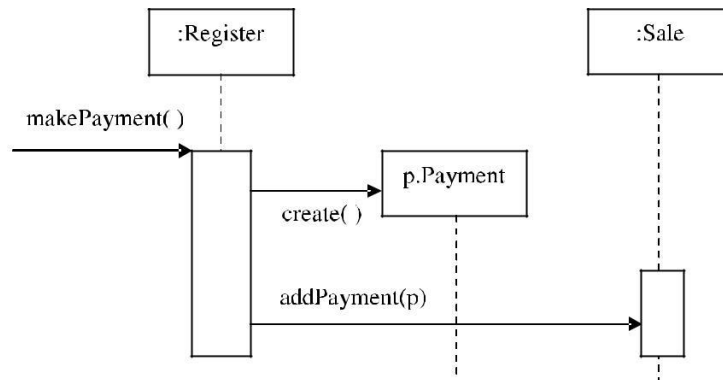 :Register
:Sale
makePayment( )
p.Payment
create( )
addPayment(p)